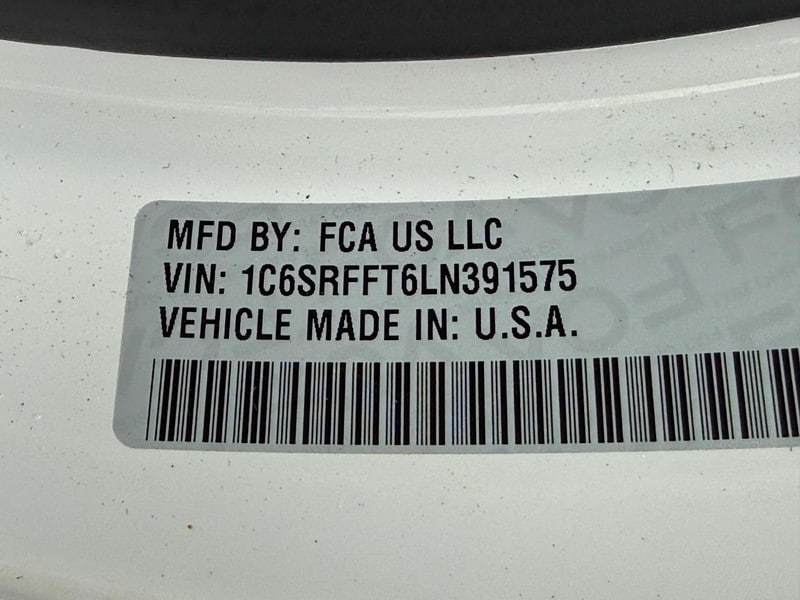 MFD BY: FCA US LLC
VIN: 1C6SRFFT6LN391575
VEHICLE MADE IN: U.S.A.